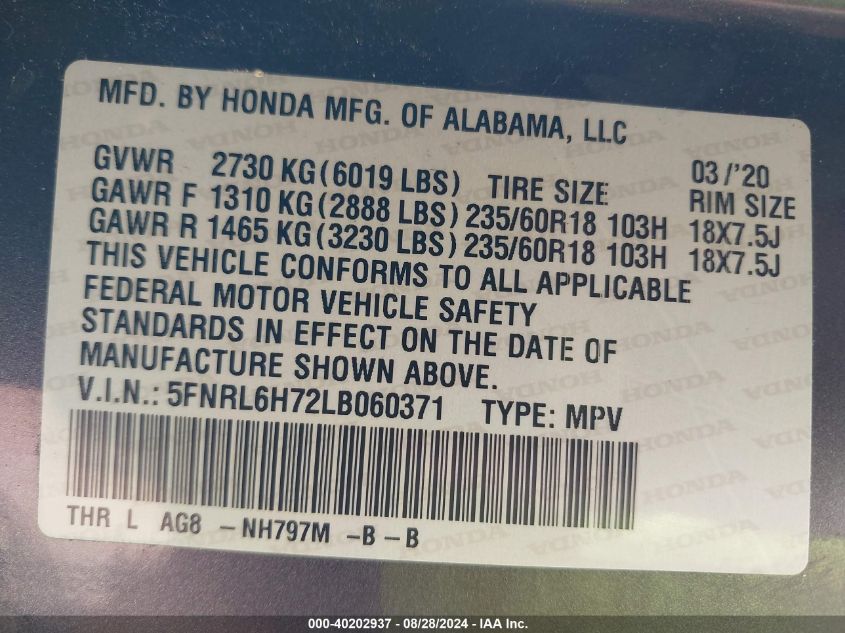 MFD. BY HONDA MFG. OF ALABAMA, LLC
GVWR 2730 KG (6019 LBS) TIRE SIZE 03/'20 RIM SIZE
GAWR F 1310 KG (2888 LBS) 235/60R18 103H 18X7.5J
GAWR R 1465 KG (3230 LBS) 235/60R18 103H 18X7.5J
THIS VEHICLE CONFORMS TO ALL APPLICABLE
FEDERAL MOTOR VEHICLE SAFETY
STANDARDS IN EFFECT ON THE DATE OF
MANUFACTURE SHOWN ABOVE.
V.I.N.: 5FNRL6H72LB060371 TYPE: MPV
THR L AG8 -NH797M -B -B
000-40202937 - 08/28/2024 - IAA Inc.